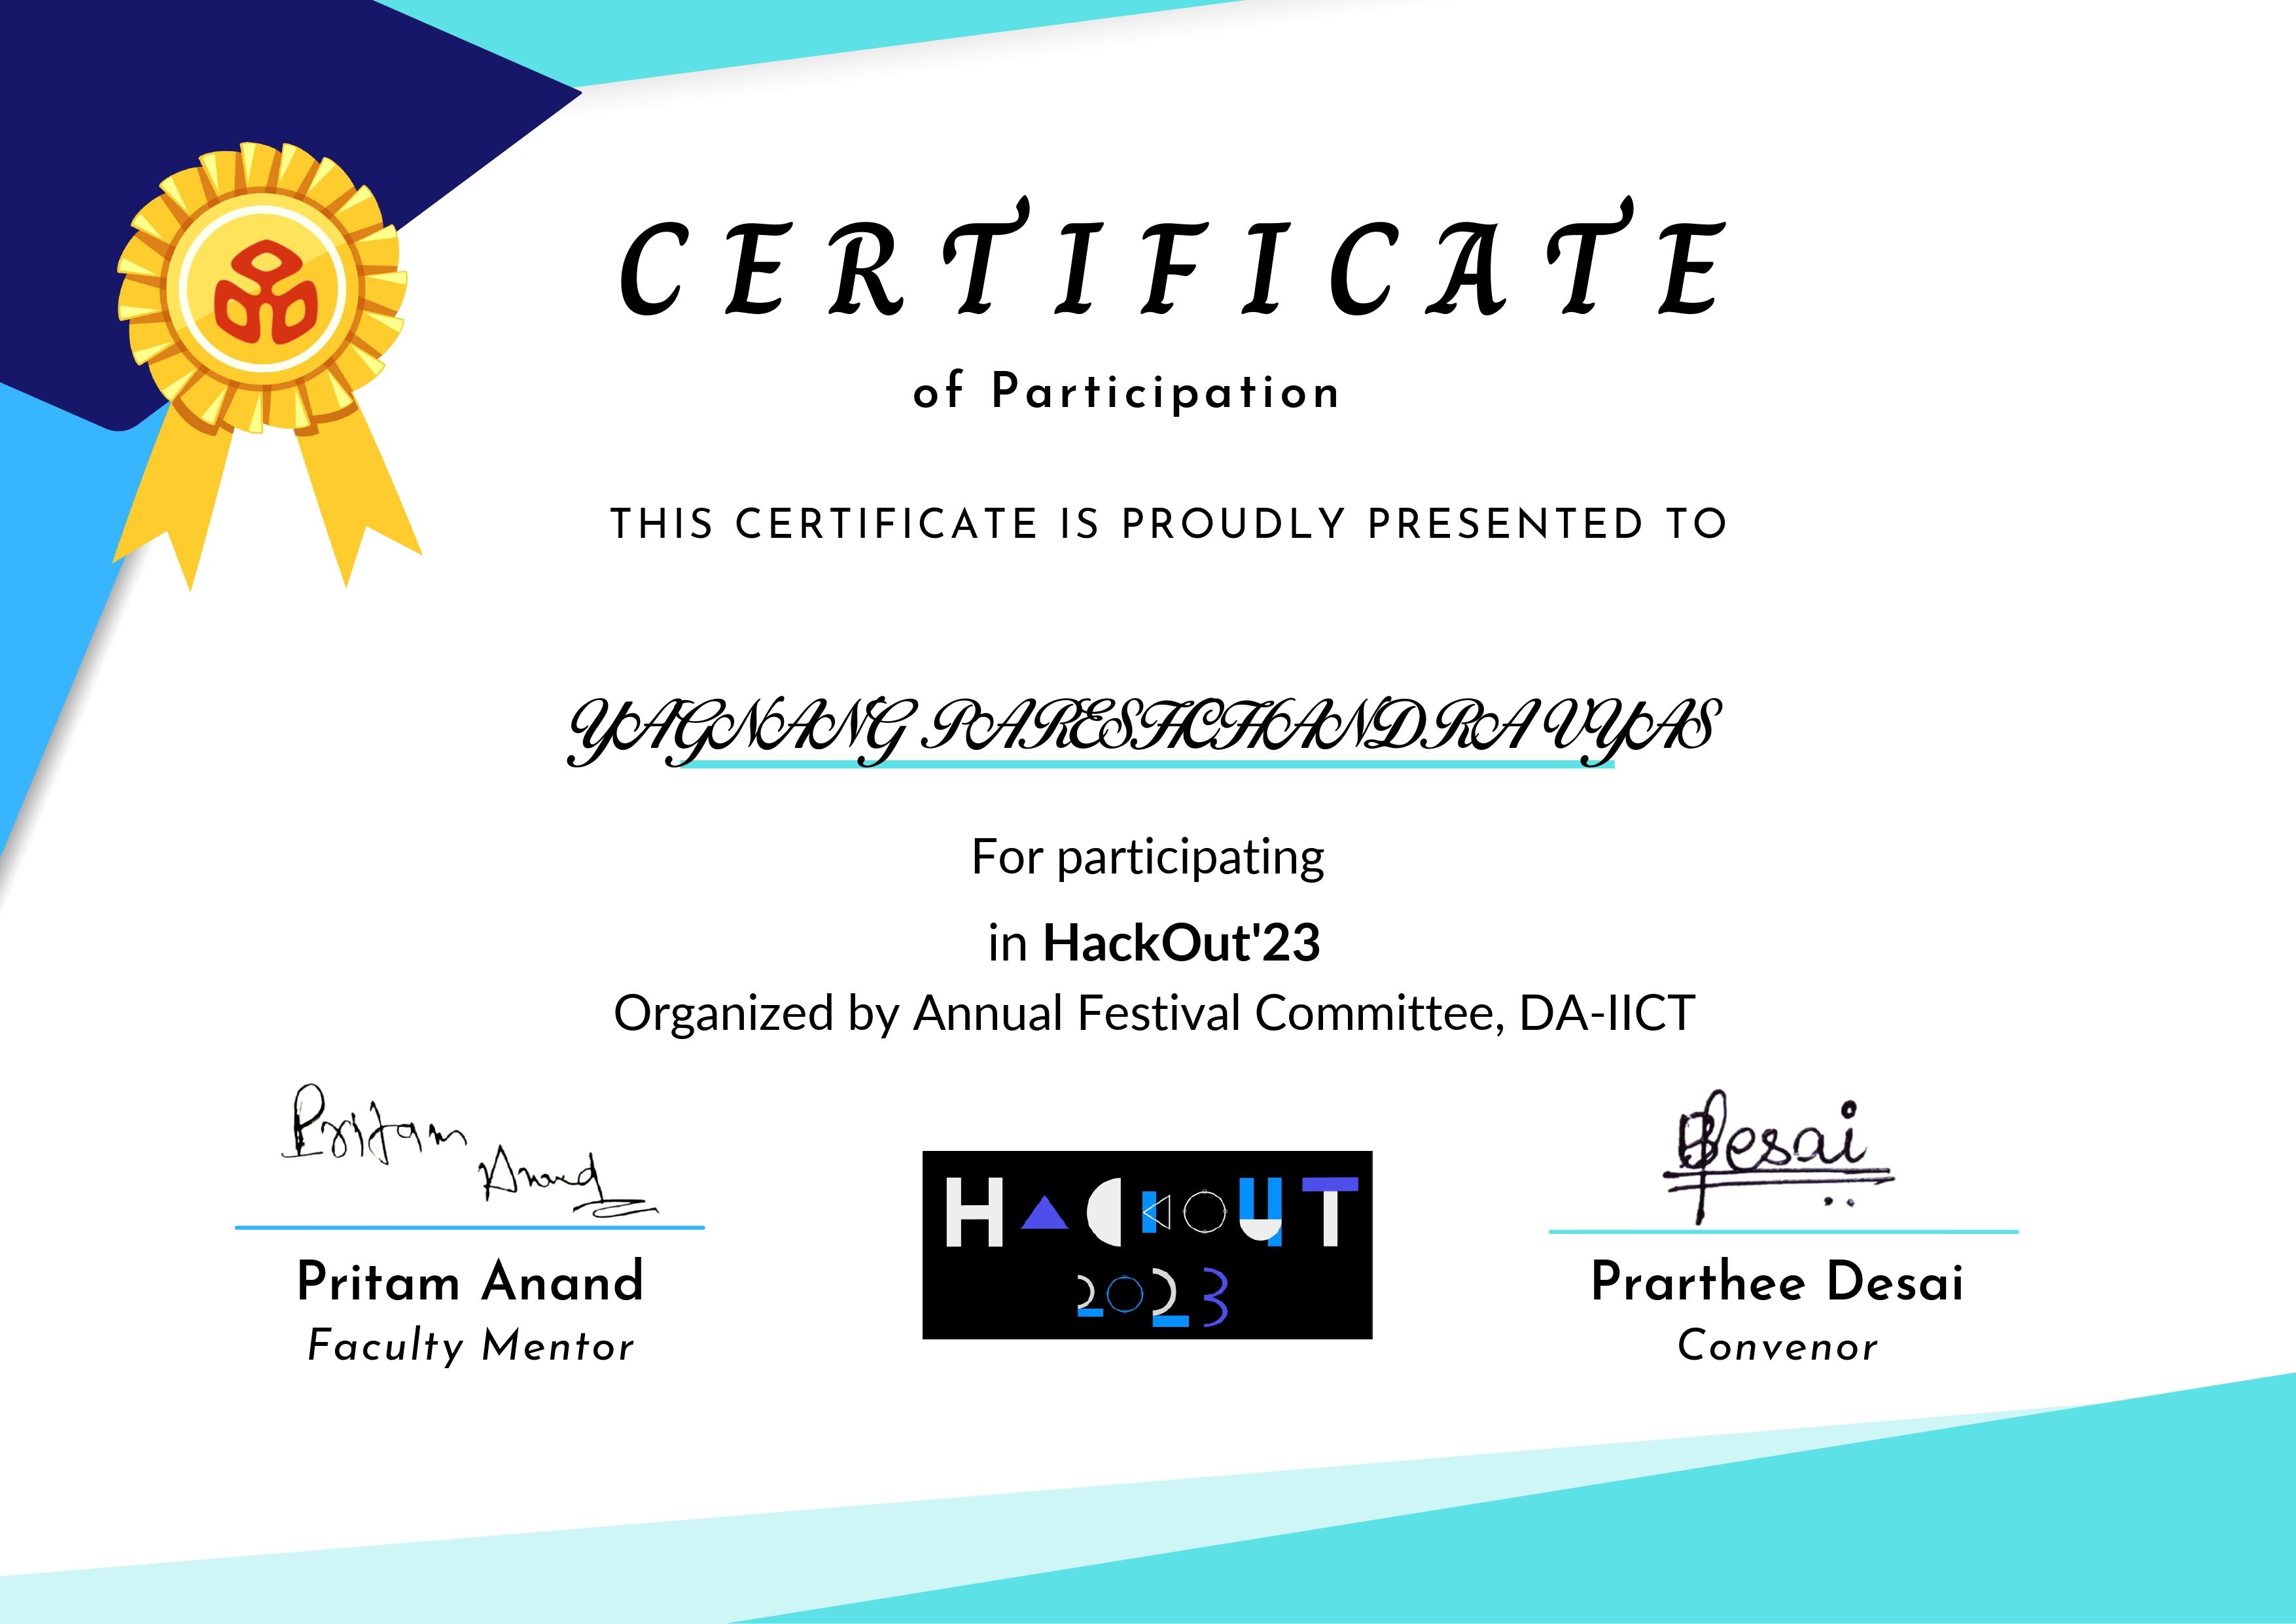 CERTIFICATE
of Participation
THIS CERTIFICATE IS PROUDLY PRESENTED TO
YAGNANG PARESHCHANDRA VYAS
For participating
in HackOut'23
Organized by Annual Festival Committee, DA-IICT
Pritam Anand
Desai
HACKOUT
2023
Pritam Anand
Prarthee Desai
Faculty Mentor
Convenor